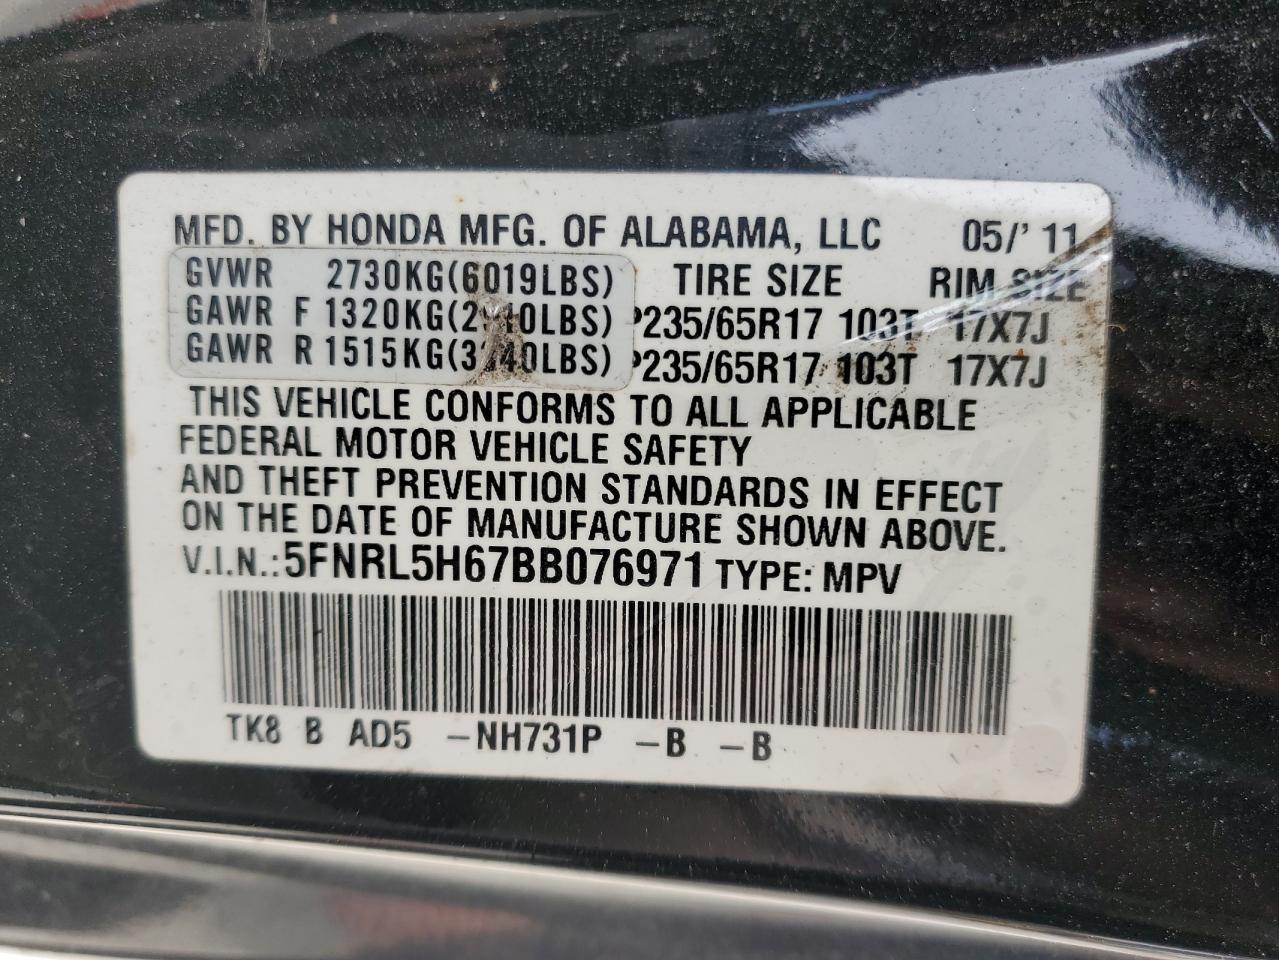 MFD. BY HONDA MFG. OF ALABAMA, LLC 05/' 11
GVWR 2730KG(6019LBS) TIRE SIZE RIM SIZE
GAWR F 1320KG P235/65R17 103T 17X7J
GAWR R 1515KG P235/65R17 103T 17X7J
THIS VEHICLE CONFORMS TO ALL APPLICABLE
FEDERAL MOTOR VEHICLE SAFETY
AND THEFT PREVENTION STANDARDS IN EFFECT
ON THE DATE OF MANUFACTURE SHOWN ABOVE.
V.I.N.:5FNRL5H67BB076971 TYPE: MPV
TK8 B AD5 -NH731P -B -B